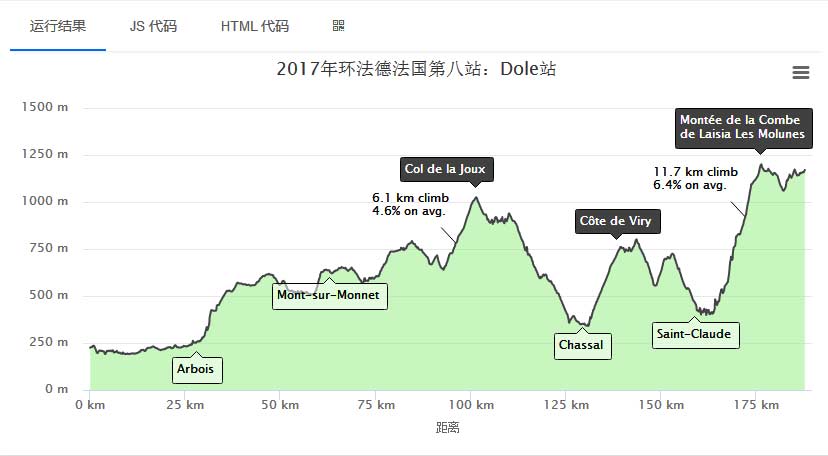 运行结果 JS 代码 HTML 代码
2017年环法德法国第八站：Dole站
1500 m
1250 m
1000 m
750 m
500 m
250 m
0 m
Montée de la Combe
de Laisia Les Molunes
Col de la Joux
11.7 km climb
6.4% on avg.
6.1 km climb
4.6% on avg.
Côte de Viry
Mont-sur-Monnet
Saint-Claude
Chassal
Arbois
0 km 25 km 50 km 75 km 100 km 125 km 150 km 175 km
距离